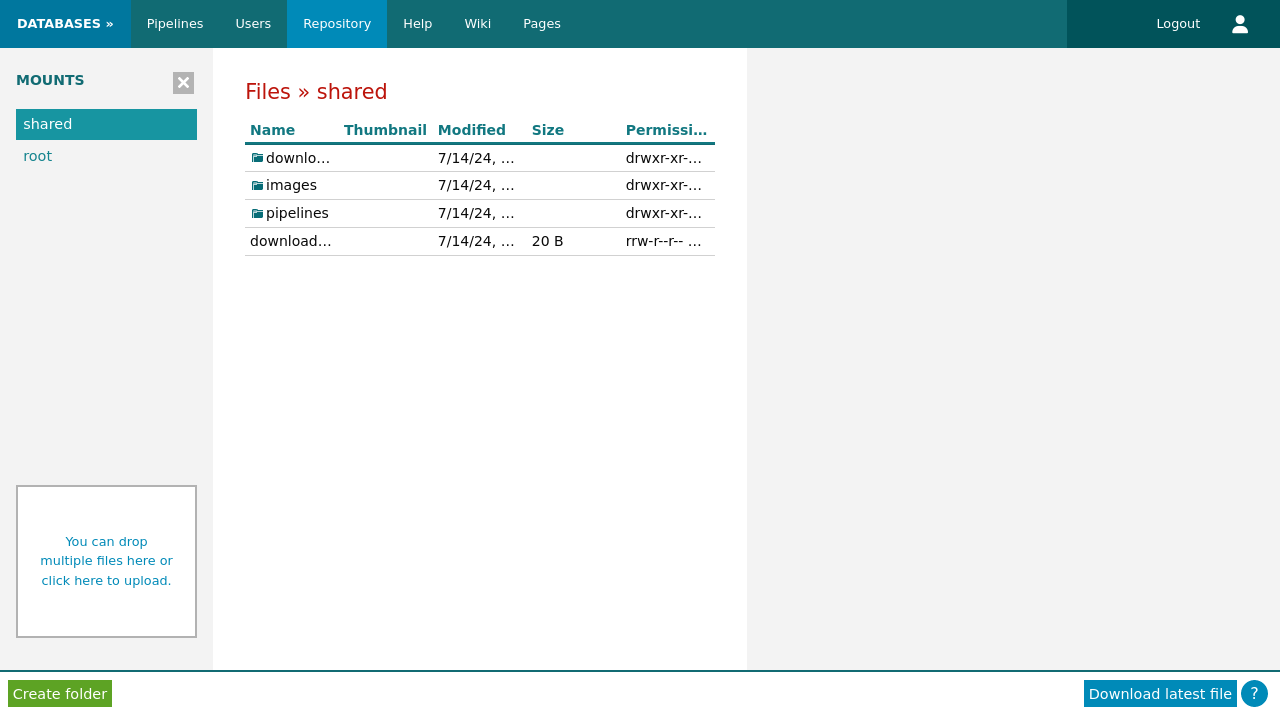 DATABASES » Pipelines Users Repository Help Wiki Pages Logout
MOUNTS
shared
root
You can drop
multiple files here or
click here to upload.
Files » shared
Name Thumbnail Modified Size Permissi…
downlo… 7/14/24, … drwxr-xr-…
images 7/14/24, … drwxr-xr-…
pipelines 7/14/24, … drwxr-xr-…
download… 7/14/24, … 20 B rrw-r--r-- …
Create folder Download latest file ?